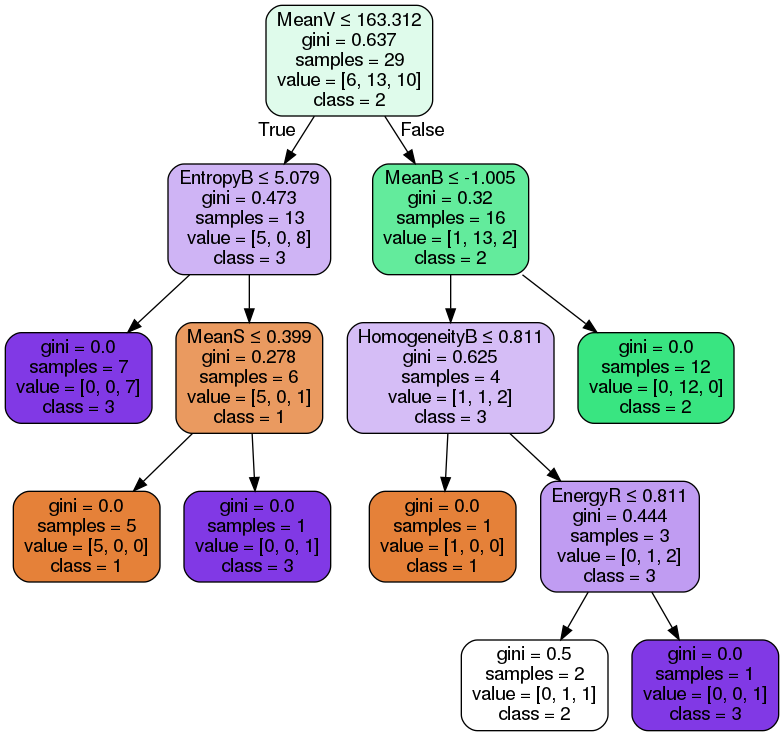 MeanV ≤ 163.312
gini = 0.637
samples = 29
value = [6, 13, 10]
class = 2
True
False
EntropyB ≤ 5.079
gini = 0.473
samples = 13
value = [5, 0, 8]
class = 3
MeanB ≤ -1.005
gini = 0.32
samples = 16
value = [1, 13, 2]
class = 2
gini = 0.0
samples = 7
value = [0, 0, 7]
class = 3
MeanS ≤ 0.399
gini = 0.278
samples = 6
value = [5, 0, 1]
class = 1
HomogeneityB ≤ 0.811
gini = 0.625
samples = 4
value = [1, 1, 2]
class = 3
gini = 0.0
samples = 12
value = [0, 12, 0]
class = 2
gini = 0.0
samples = 5
value = [5, 0, 0]
class = 1
gini = 0.0
samples = 1
value = [0, 0, 1]
class = 3
gini = 0.0
samples = 1
value = [1, 0, 0]
class = 1
EnergyR ≤ 0.811
gini = 0.444
samples = 3
value = [0, 1, 2]
class = 3
gini = 0.5
samples = 2
value = [0, 1, 1]
class = 2
gini = 0.0
samples = 1
value = [0, 0, 1]
class = 3